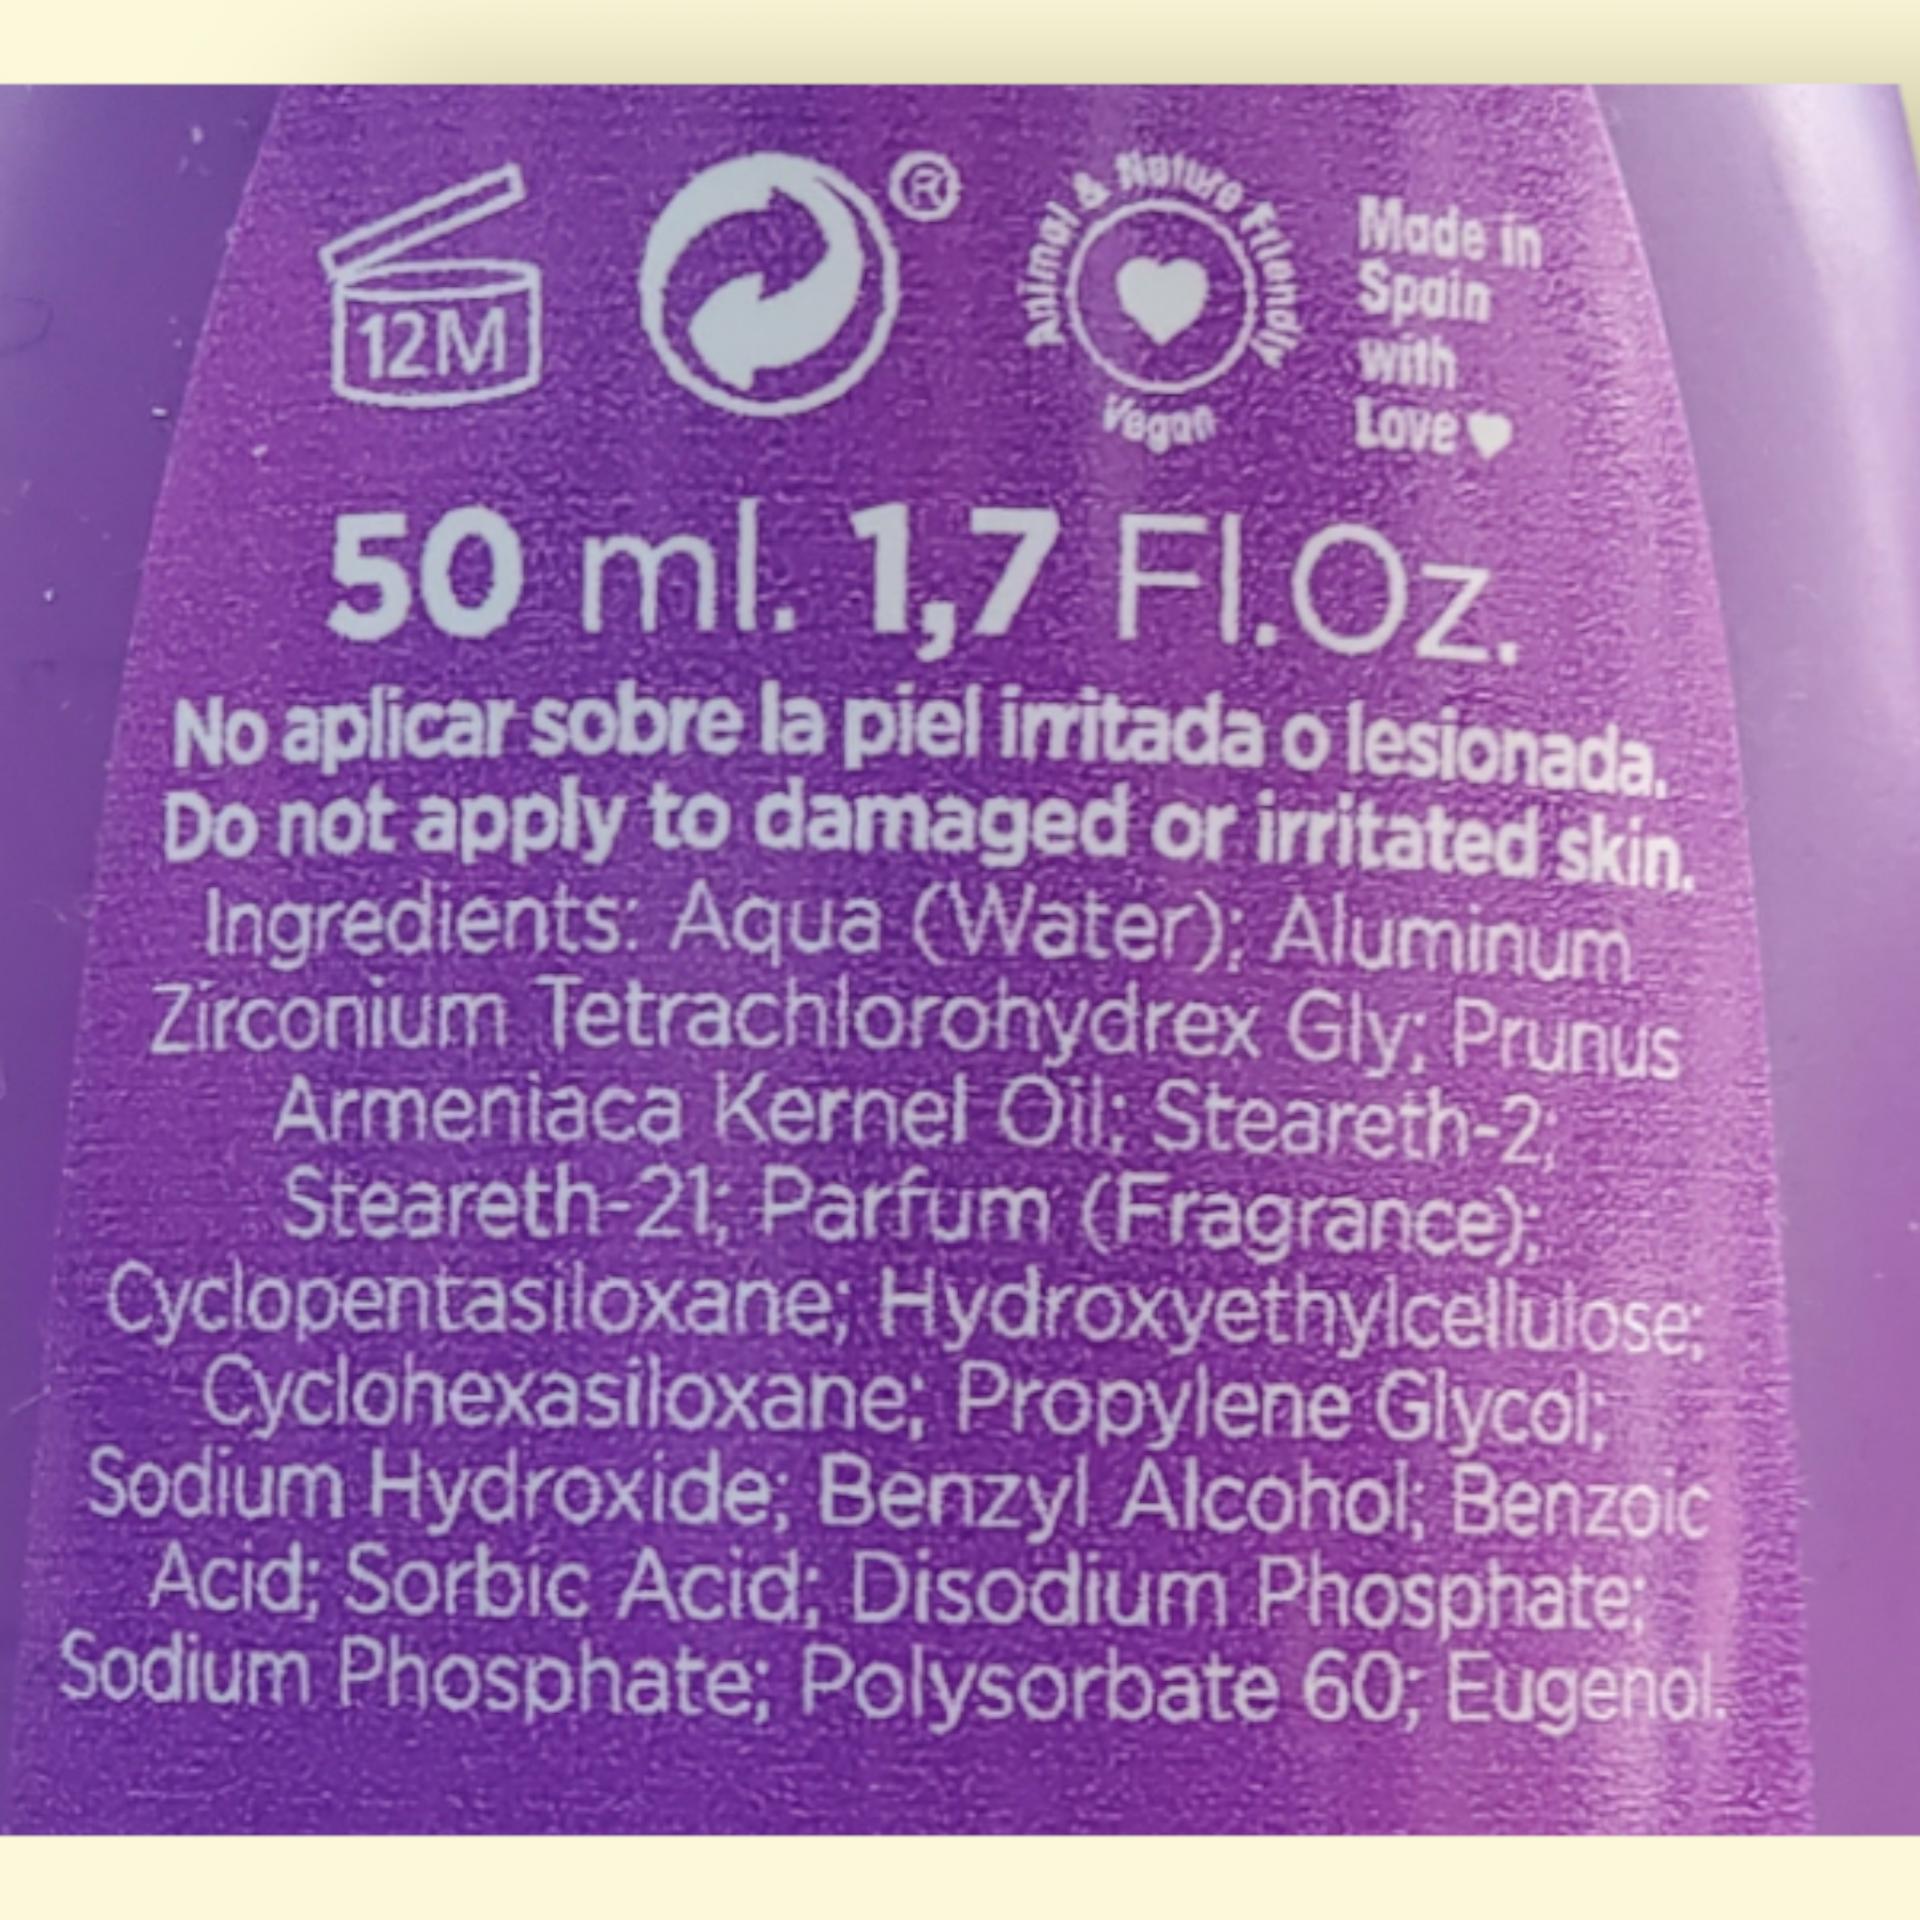 12M
®
Animal & Nature Friendly
Vegan
Made in
Spain
with
Love
50 ml. 1,7 Fl.Oz.
No aplicar sobre la piel irritada o lesionada.
Do not apply to damaged or irritated skin.
Ingredients: Aqua (Water); Aluminum
Zirconium Tetrachlorohydrex Gly; Prunus
Armeniaca Kernel Oil; Steareth-2;
Steareth-21; Parfum (Fragrance);
Cyclopentasiloxane; Hydroxyethylcellulose;
Cyclohexasiloxane; Propylene Glycol;
Sodium Hydroxide; Benzyl Alcohol; Benzoic
Acid; Sorbic Acid; Disodium Phosphate;
Sodium Phosphate; Polysorbate 60; Eugenol.